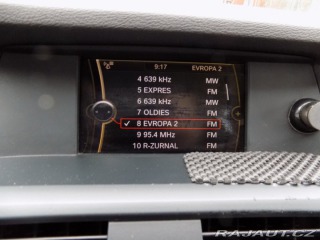 9:17 EVROPA 2
4 639 kHz MW
5 EXPRES FM
6 639 kHz MW
7 OLDIES FM
✓ 8 EVROPA 2 FM
9 95.4 MHz FM
10 R-ZURNAL FM
RAJAUT.CZ